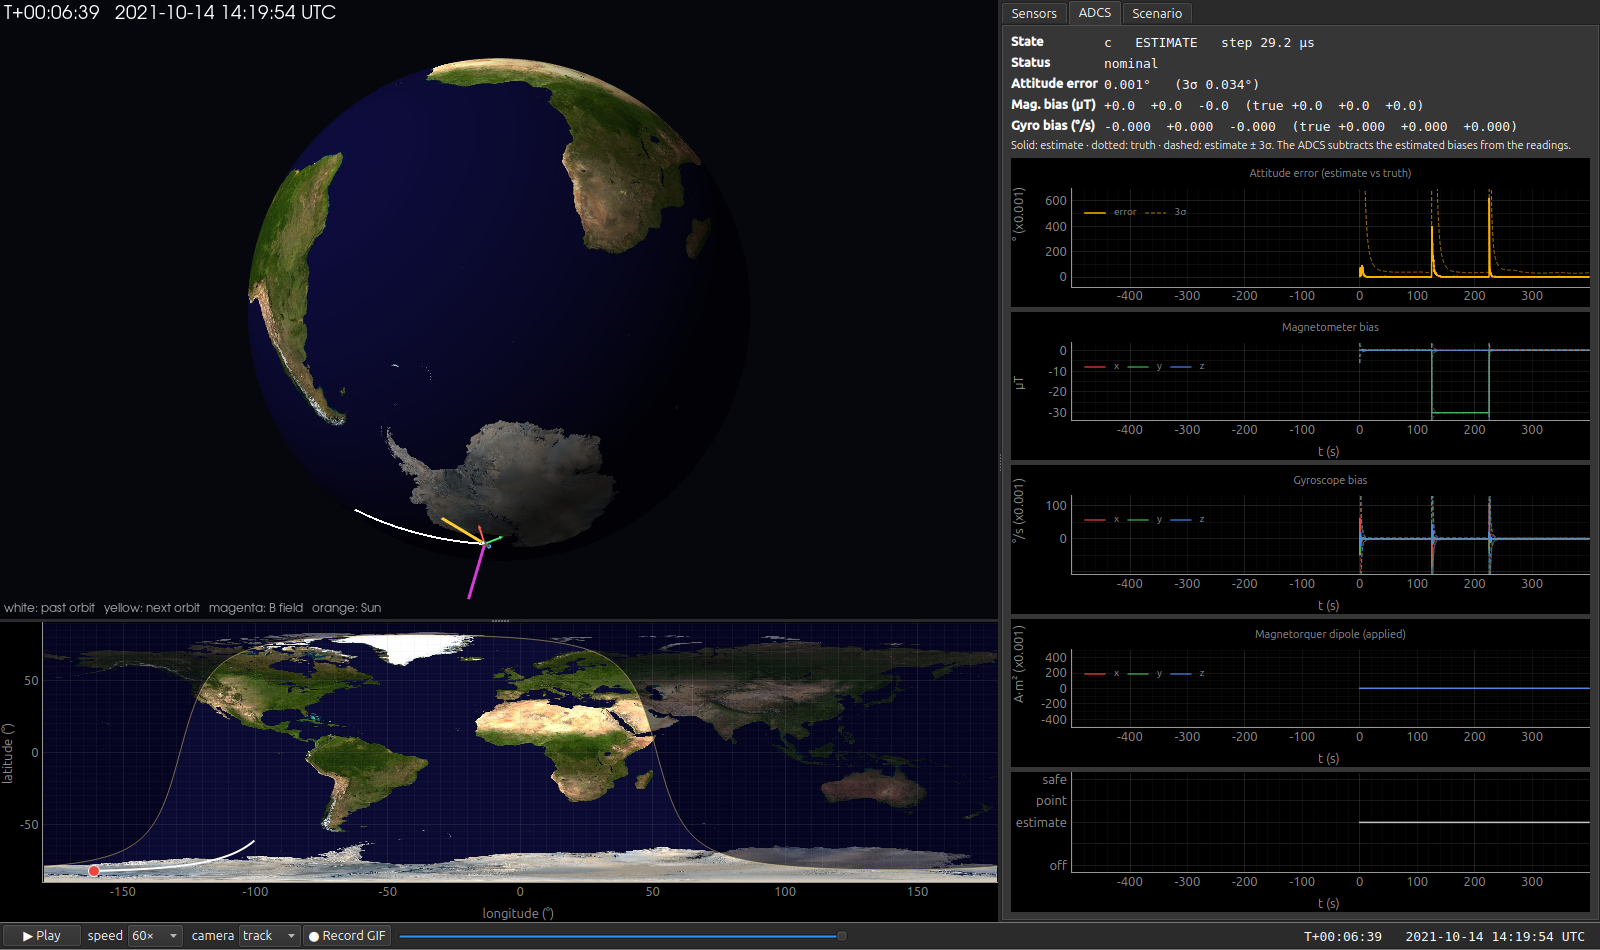 T+00:06:39 2021-10-14 14:19:54 UTC
white: past orbit yellow: next orbit magenta: B field orange: Sun
50
0
-50
latitude (°)
-150 -100 -50 0 50 100 150
longitude (°)
Sensors ADCS Scenario
State c ESTIMATE step 29.2 µs
Status nominal
Attitude error 0.001° (3σ 0.034°)
Mag. bias (µT) +0.0 +0.0 -0.0 (true +0.0 +0.0 +0.0)
Gyro bias (°/s) -0.000 +0.000 -0.000 (true +0.000 +0.000 +0.000)
Solid: estimate · dotted: truth · dashed: estimate ± 3σ. The ADCS subtracts the estimated biases from the readings.
Attitude error (estimate vs truth)
° (x0.001)
600
400
200
0
error 3σ
-400 -300 -200 -100 0 100 200 300
Magnetometer bias
µT
0
-10
-20
-30
x y z
-400 -300 -200 -100 0 100 200 300
t (s)
Gyroscope bias
°/s (x0.001)
100
0
x y z
-400 -300 -200 -100 0 100 200 300
t (s)
Magnetorquer dipole (applied)
A·m² (x0.001)
400
200
0
-200
-400
x y z
-400 -300 -200 -100 0 100 200 300
t (s)
safe
point
estimate
off
-400 -300 -200 -100 0 100 200 300
t (s)
Play speed 60× camera track Record GIF T+00:06:39 2021-10-14 14:19:54 UTC